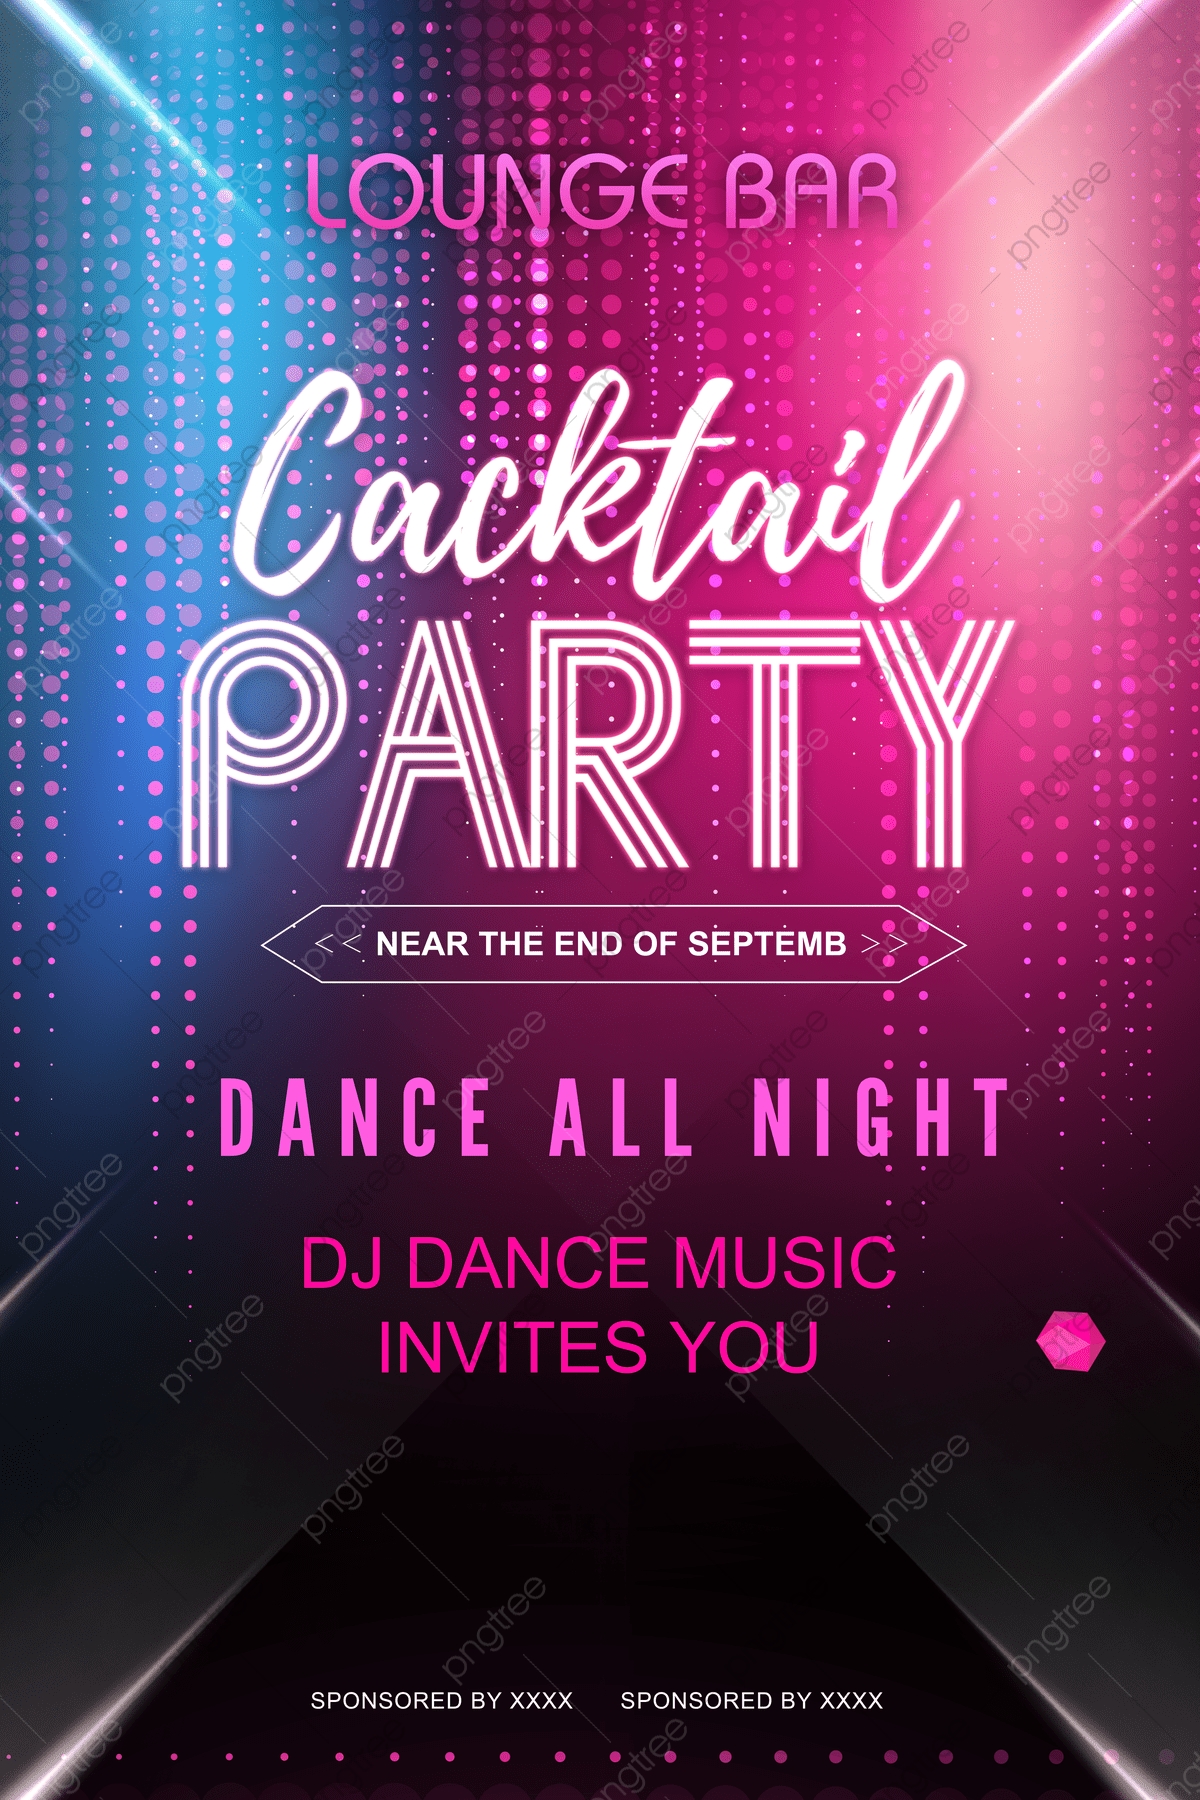 LOUNGE BAR
Cacktail
PARTY
<< NEAR THE END OF SEPTEMB >>
DANCE ALL NIGHT
DJ DANCE MUSIC
INVITES YOU
SPONSORED BY XXXX SPONSORED BY XXXX
pngtree